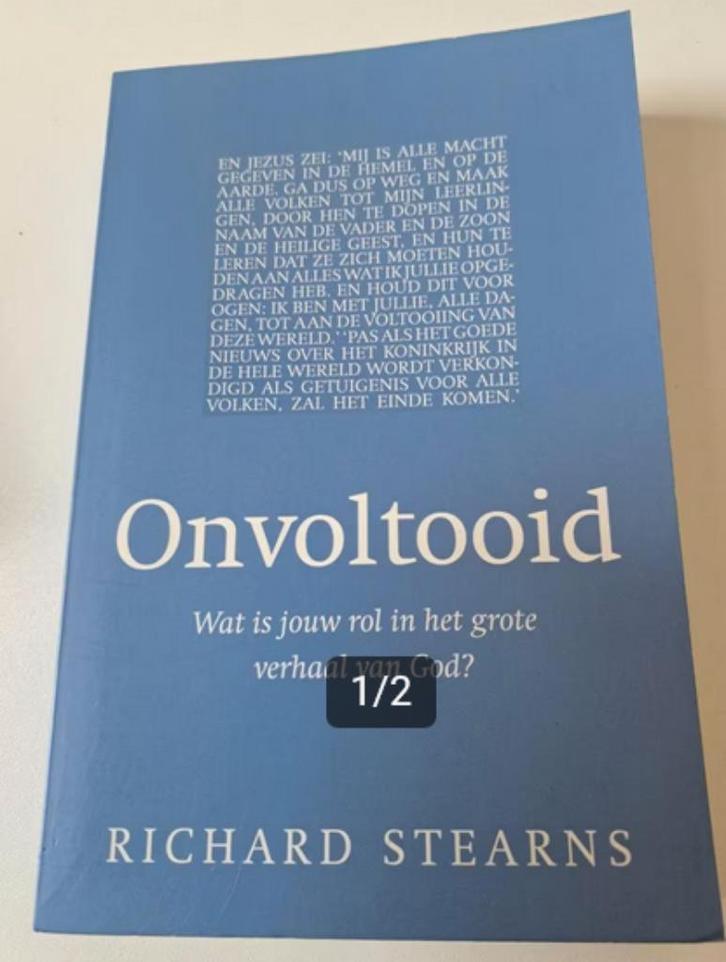 EN JEZUS ZEI: 'MIJ IS ALLE MACHT
GEGEVEN IN DE HEMEL EN OP DE
AARDE. GA DUS OP WEG EN MAAK
ALLE VOLKEN TOT MIJN LEERLIN-
GEN, DOOR HEN TE DOPEN IN DE
NAAM VAN DE VADER EN DE ZOON
EN DE HEILIGE GEEST, EN HUN TE
LEREN DAT ZE ZICH MOETEN HOU-
DEN AAN ALLES WAT IK JULLIE OPGE-
DRAGEN HEB. EN HOUD DIT VOOR
OGEN: IK BEN MET JULLIE, ALLE DA-
GEN, TOT AAN DE VOLTOOIING VAN
DEZE WERELD.' 'PAS ALS HET GOEDE
NIEUWS OVER HET KONINKRIJK IN
DE HELE WERELD WORDT VERKON-
DIGD ALS GETUIGENIS VOOR ALLE
VOLKEN, ZAL HET EINDE KOMEN.'
Onvoltooid
Wat is jouw rol in het grote
verhaal van God?
1/2
RICHARD STEARNS